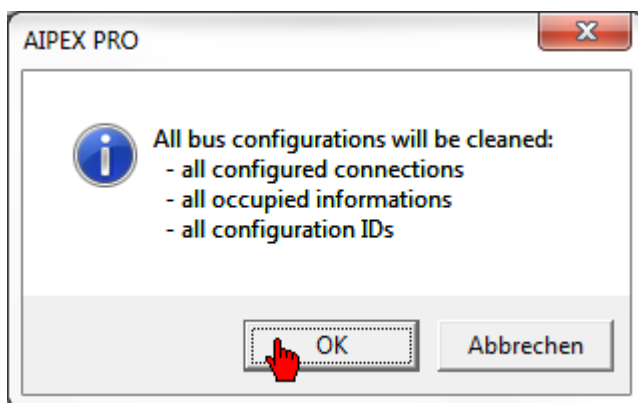 AIPEX PRO
All bus configurations will be cleaned:
- all configured connections
- all occupied informations
- all configuration IDs
OK
Abbrechen